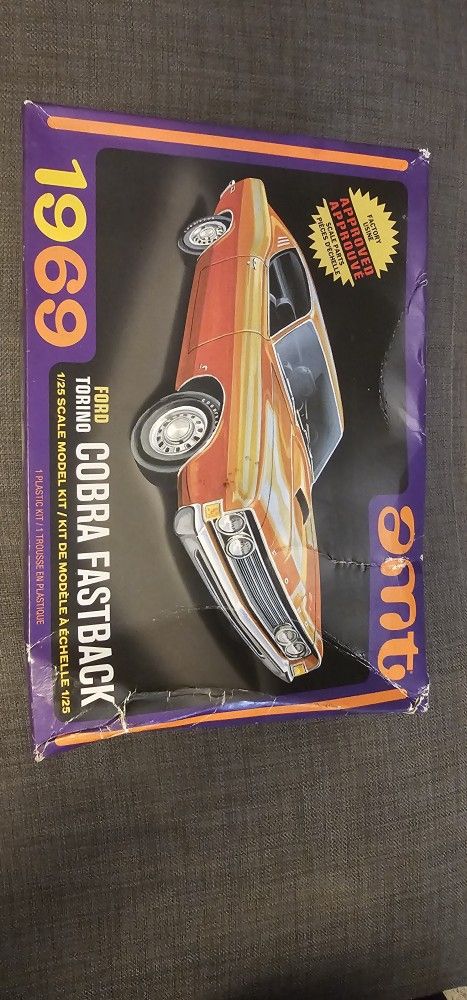 FACTORY
USINE
APPROVED
APPROUVÉ
SCALE PARTS
PIÈCES D'ÉCHELLE
amt
1969
FORD
TORINO COBRA FASTBACK
1/25 SCALE MODEL KIT / KIT DE MODÈLE À ÉCHELLE 1/25
1 PLASTIC KIT / 1 TROUSSE EN PLASTIQUE